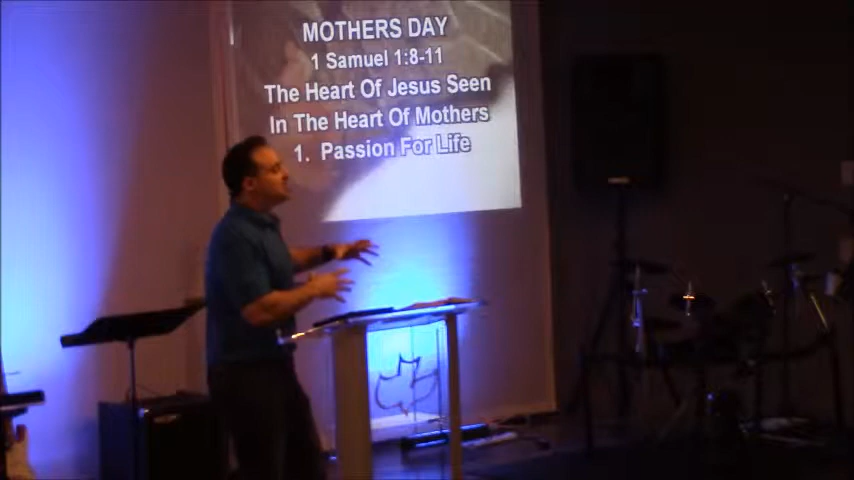 MOTHERS DAY
1 Samuel 1:8-11
The Heart Of Jesus Seen
In The Heart Of Mothers
1. Passion For Life